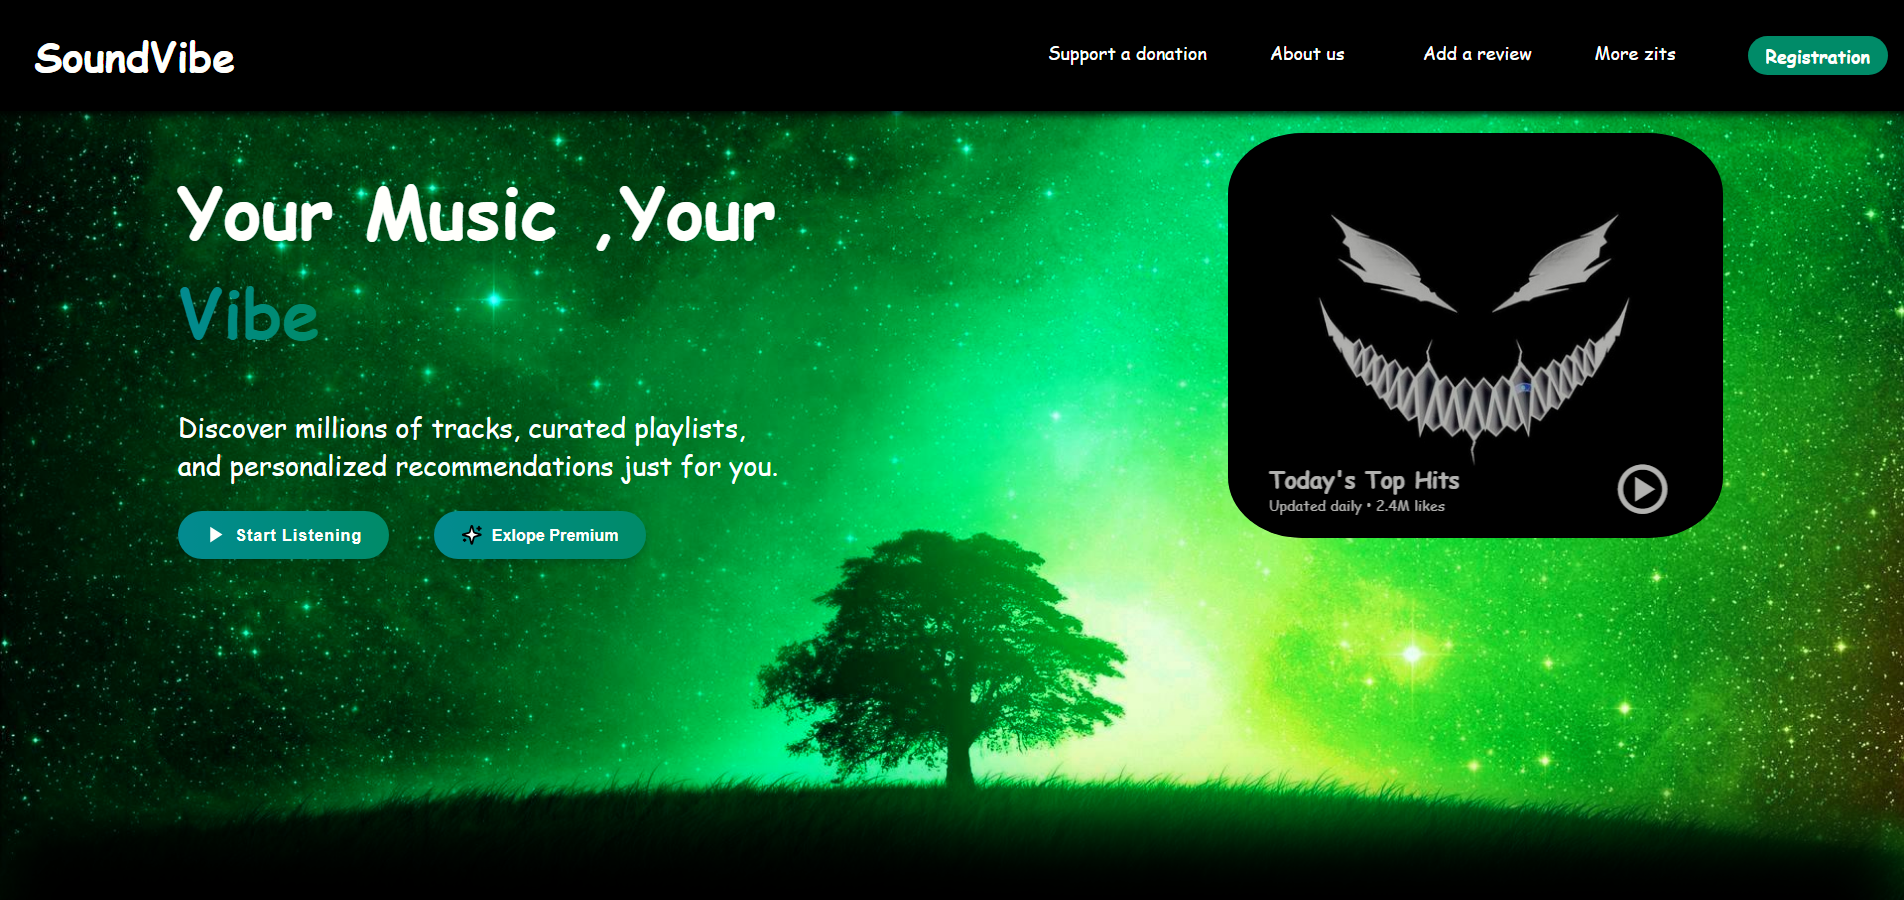 SoundVibe
Support a donation
About us
Add a review
More zits
Registration
Your Music ,Your
Vibe
Discover millions of tracks, curated playlists,
and personalized recommendations just for you.
Start Listening
Exlope Premium
Today's Top Hits
Updated daily • 2.4M likes